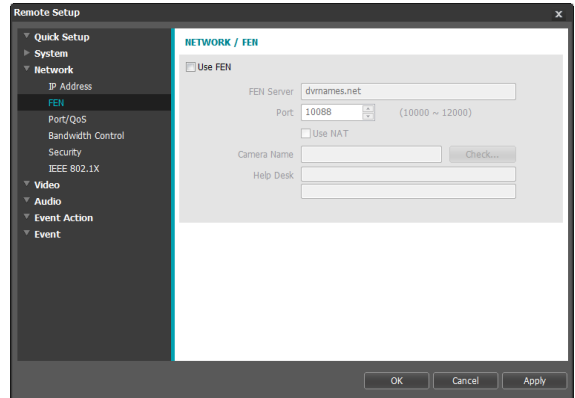 Remote Setup
x
Quick Setup
System
Network
IP Address
FEN
Port/QoS
Bandwidth Control
Security
IEEE 802.1X
Video
Audio
Event Action
Event
NETWORK / FEN
Use FEN
FEN Server dvrnames.net
Port 10088 (10000 ~ 12000)
Use NAT
Camera Name Check...
Help Desk
OK Cancel Apply